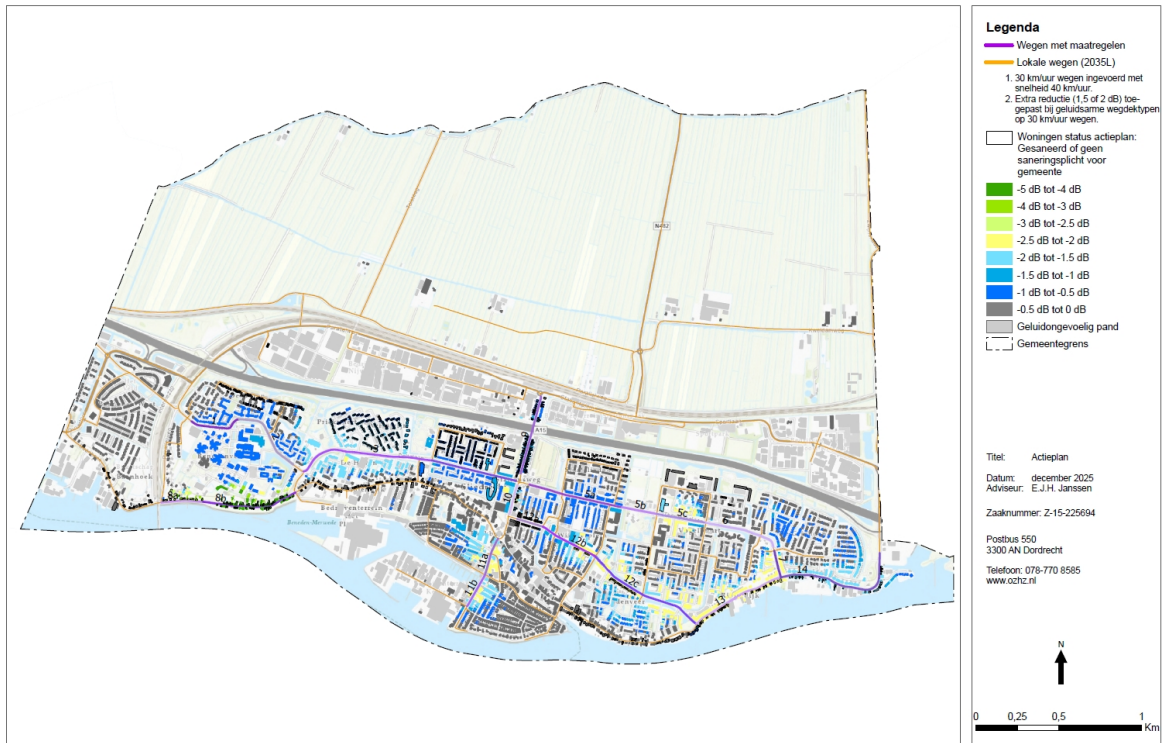 Legenda
Wegen met maatregelen
Lokale wegen (2035L)
1. 30 km/uur wegen ingevoerd met
snelheid 40 km/uur.
2. Extra reductie (1,5 of 2 dB) toe-
gepast bij geluidsarme wegdektypen
op 30 km/uur wegen.
Woningen status actieplan:
Gesaneerd of geen
saneringsplicht voor
gemeente
-5 dB tot -4 dB
-4 dB tot -3 dB
-3 dB tot -2.5 dB
-2.5 dB tot -2 dB
-2 dB tot -1.5 dB
-1.5 dB tot -1 dB
-1 dB tot -0.5 dB
-0.5 dB tot 0 dB
Geluidongevoelig pand
Gemeentegrens
Titel: Actieplan
Datum: december 2025
Adviseur: E.J.H. Janssen
Zaaknummer: Z-15-225694
Postbus 550
3300 AN Dordrecht
Telefoon: 078-770 8585
www.ozhz.nl
N
0 0,25 0,5 1
Km
A15
8a
8b
10
5b
5c
11a
11b
12b
12c
13
14